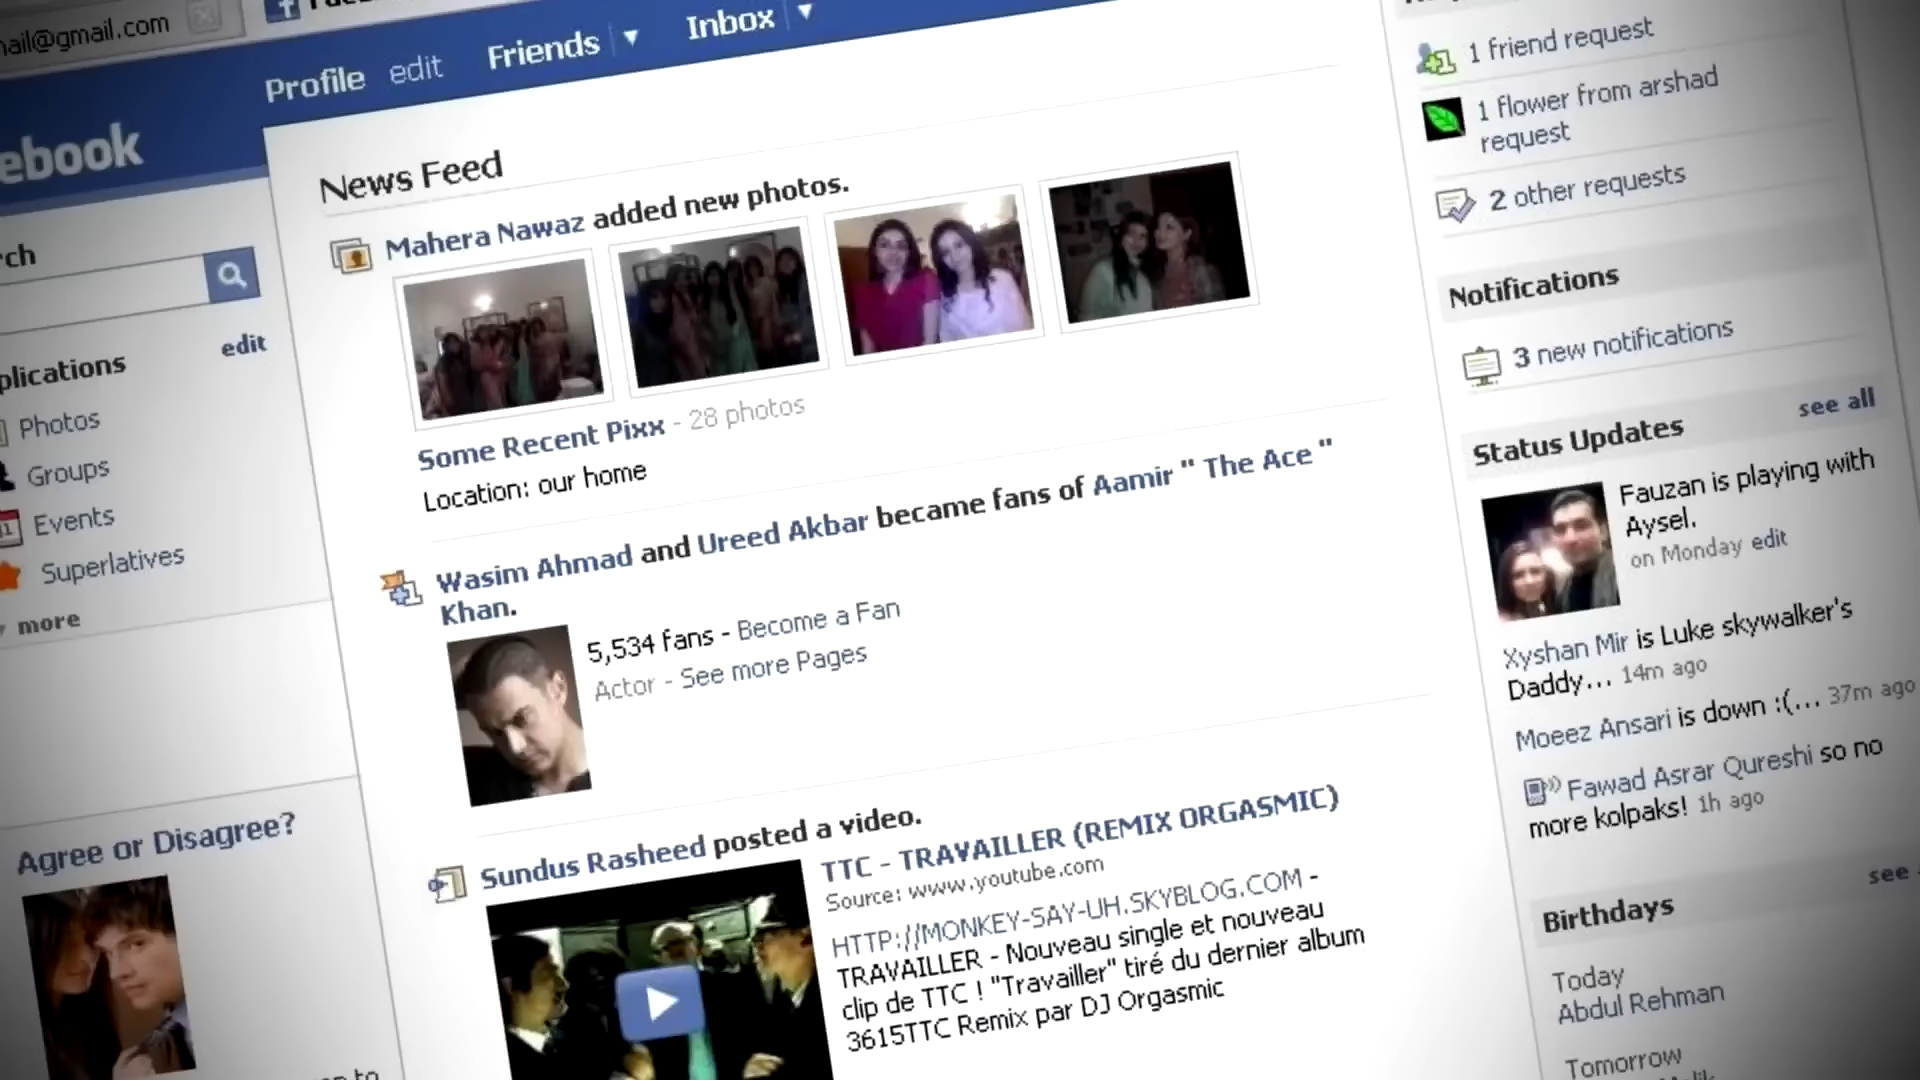 ail@gmail.com
Profile edit Friends Inbox
ebook
rch
plications edit
Photos
Groups
Events
Superlatives
more
Agree or Disagree?
News Feed
Mahera Nawaz added new photos.
Some Recent Pixx - 28 photos
Location: our home
Wasim Ahmad and Ureed Akbar became fans of Aamir " The Ace "
Khan.
5,534 fans - Become a Fan
Actor - See more Pages
Sundus Rasheed posted a video.
TTC - TRAVAILLER (REMIX ORGASMIC)
Source: www.youtube.com
HTTP://MONKEY-SAY-UH.SKYBLOG.COM -
TRAVAILLER - Nouveau single et nouveau
clip de TTC ! "Travailler" tiré du dernier album
3615TTC Remix par DJ Orgasmic
1 friend request
1 flower from arshad
request
2 other requests
Notifications
3 new notifications
Status Updates see all
Fauzan is playing with
Aysel.
on Monday edit
Xyshan Mir is Luke skywalker's
Daddy... 14m ago
Moeez Ansari is down :(... 37m ago
Fawad Asrar Qureshi so no
more kolpaks! 1h ago
see
Birthdays
Today
Abdul Rehman
Tomorrow